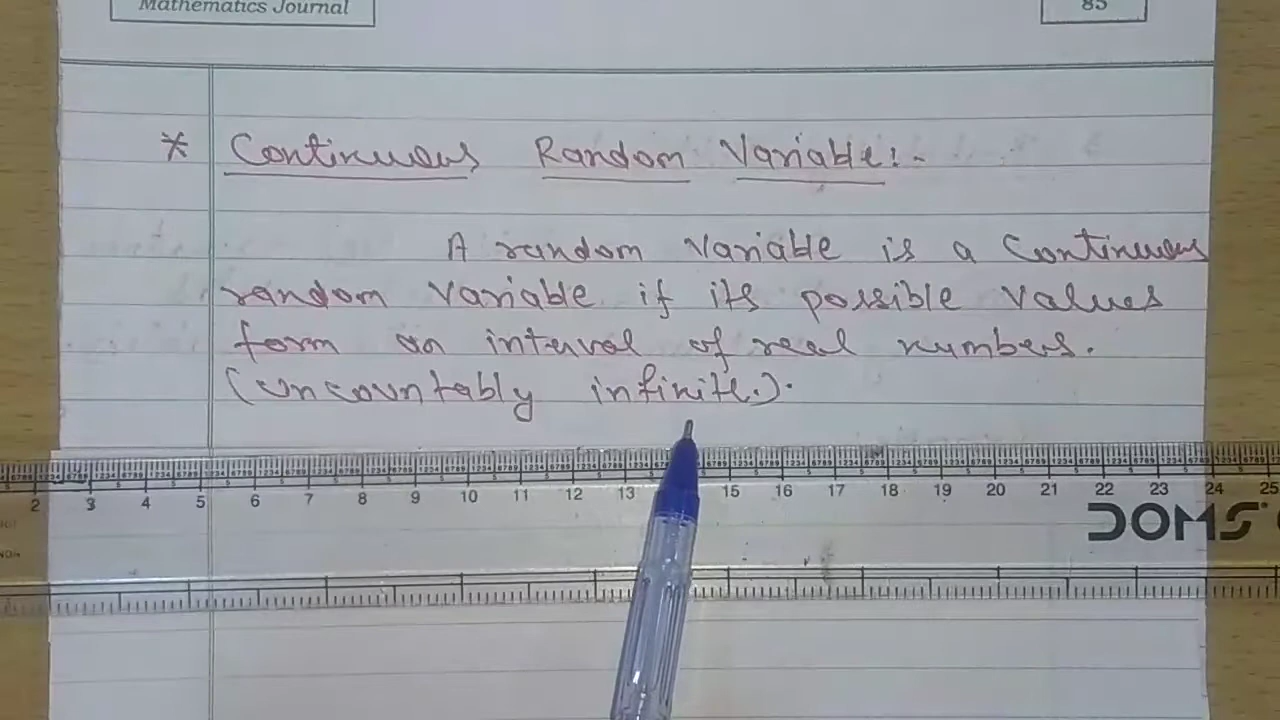 Mathematics Journal
85
* Continuous Random Variable:-
A random variable is a Continuous
random variable if its possible values
form an interval of real numbers.
(Uncountably infinite.).
2 3 4 5 6 7 8 9 10 11 12 13 15 16 17 18 19 20 21 22 23 24 25
DOMS